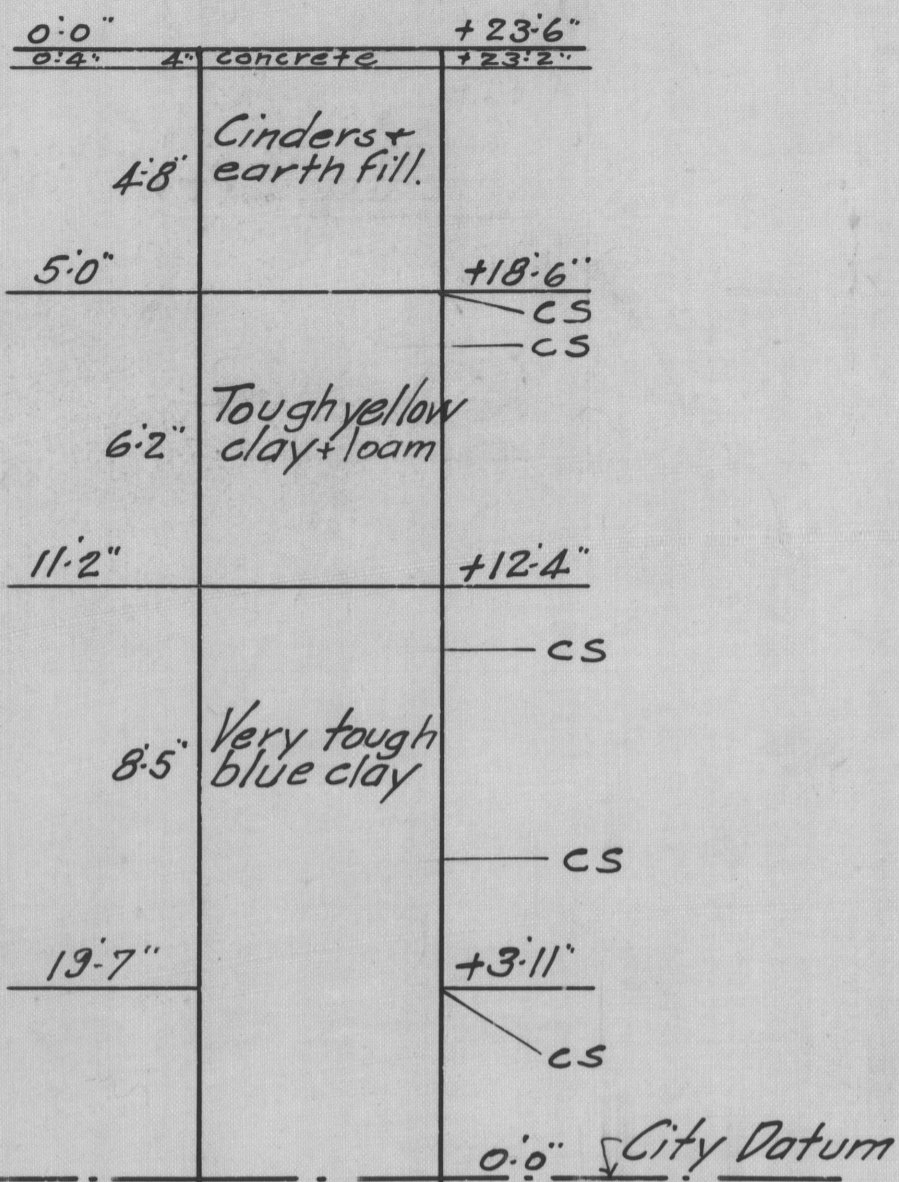 0'-0" +23'-6"
0'-4" 4" concrete +23'-2"
Cinders +
4'-8" earth fill.
5'-0" +18'-6"
CS
CS
Tough yellow
6'-2" clay + loam
11'-2" +12'-4"
CS
Very tough
8'-5" blue clay
CS
19'-7" +3'-11"
CS
0'-0" City Datum